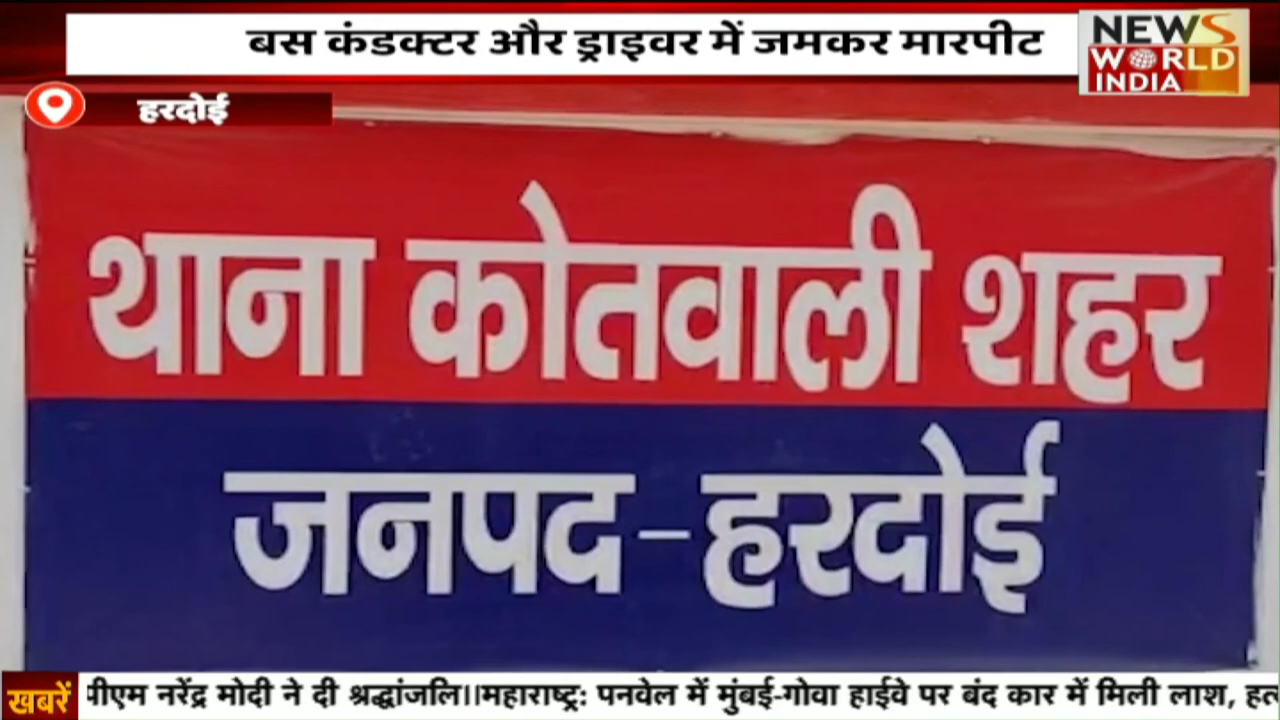 बस कंडक्टर और ड्राइवर में जमकर मारपीट
NEWS
WORLD
INDIA
हरदोई
थाना कोतवाली शहर
जनपद-हरदोई
खबरें
पीएम नरेंद्र मोदी ने दी श्रद्धांजलि।।महाराष्ट्र: पनवेल में मुंबई-गोवा हाईवे पर बंद कार में मिली लाश,